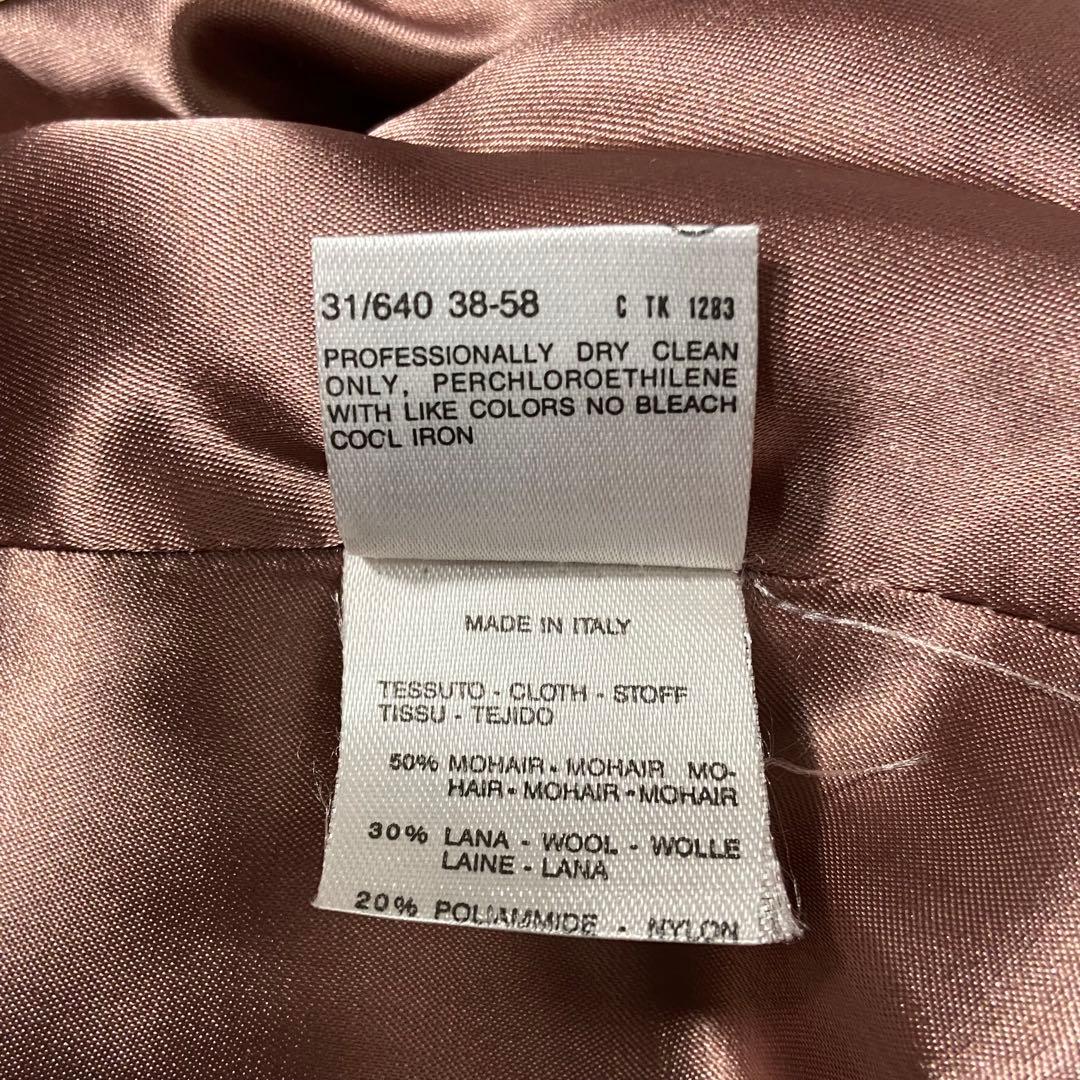 31/640 38-58 C TK 1283
PROFESSIONALLY DRY CLEAN
ONLY, PERCHLOROETHILENE
WITH LIKE COLORS NO BLEACH
COOL IRON
MADE IN ITALY
TESSUTO - CLOTH - STOFF
TISSU - TEJIDO
50% MOHAIR - MOHAIR MO-
HAIR - MOHAIR - MOHAIR
30% LANA - WOOL - WOLLE
LAINE - LANA
20% POLIAMMIDE - NYLON